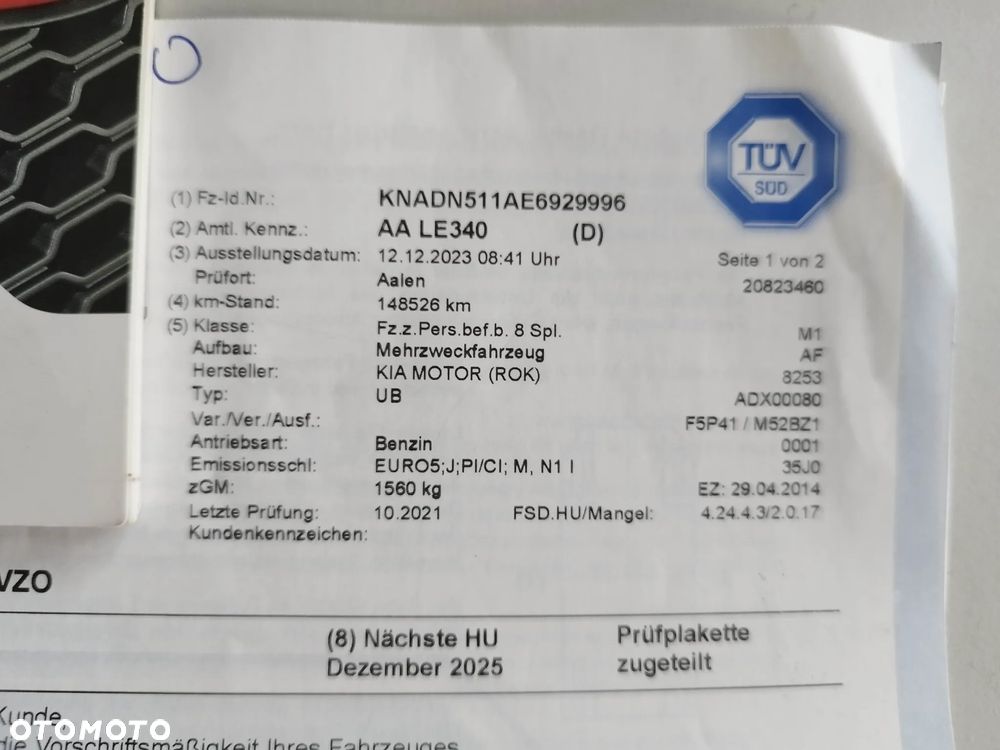 TÜV
SÜD
(1) Fz-Id.Nr.: KNADN511AE6929996
(2) Amtl. Kennz.: AA LE340 (D)
(3) Ausstellungsdatum: 12.12.2023 08:41 Uhr Seite 1 von 2
Prüfort: Aalen 20823460
(4) km-Stand: 148526 km
(5) Klasse: Fz.z.Pers.bef.b. 8 Spl. M1
Aufbau: Mehrzweckfahrzeug AF
Hersteller: KIA MOTOR (ROK) 8253
Typ: UB ADX00080
Var./Ver./Ausf.: F5P41 / M52BZ1
Antriebsart: Benzin 0001
Emissionsschl: EURO5;J;PI/CI; M, N1 I 35J0
zGM: 1560 kg EZ: 29.04.2014
Letzte Prüfung: 10.2021 FSD.HU/Mangel: 4.24.4.3/2.0.17
Kundenkennzeichen:
VZO
(8) Nächste HU Prüfplakette
Dezember 2025 zugeteilt
Kunde,
die Vorschriftsmäßigkeit Ihres Fahrzeuges
OTOMOTO